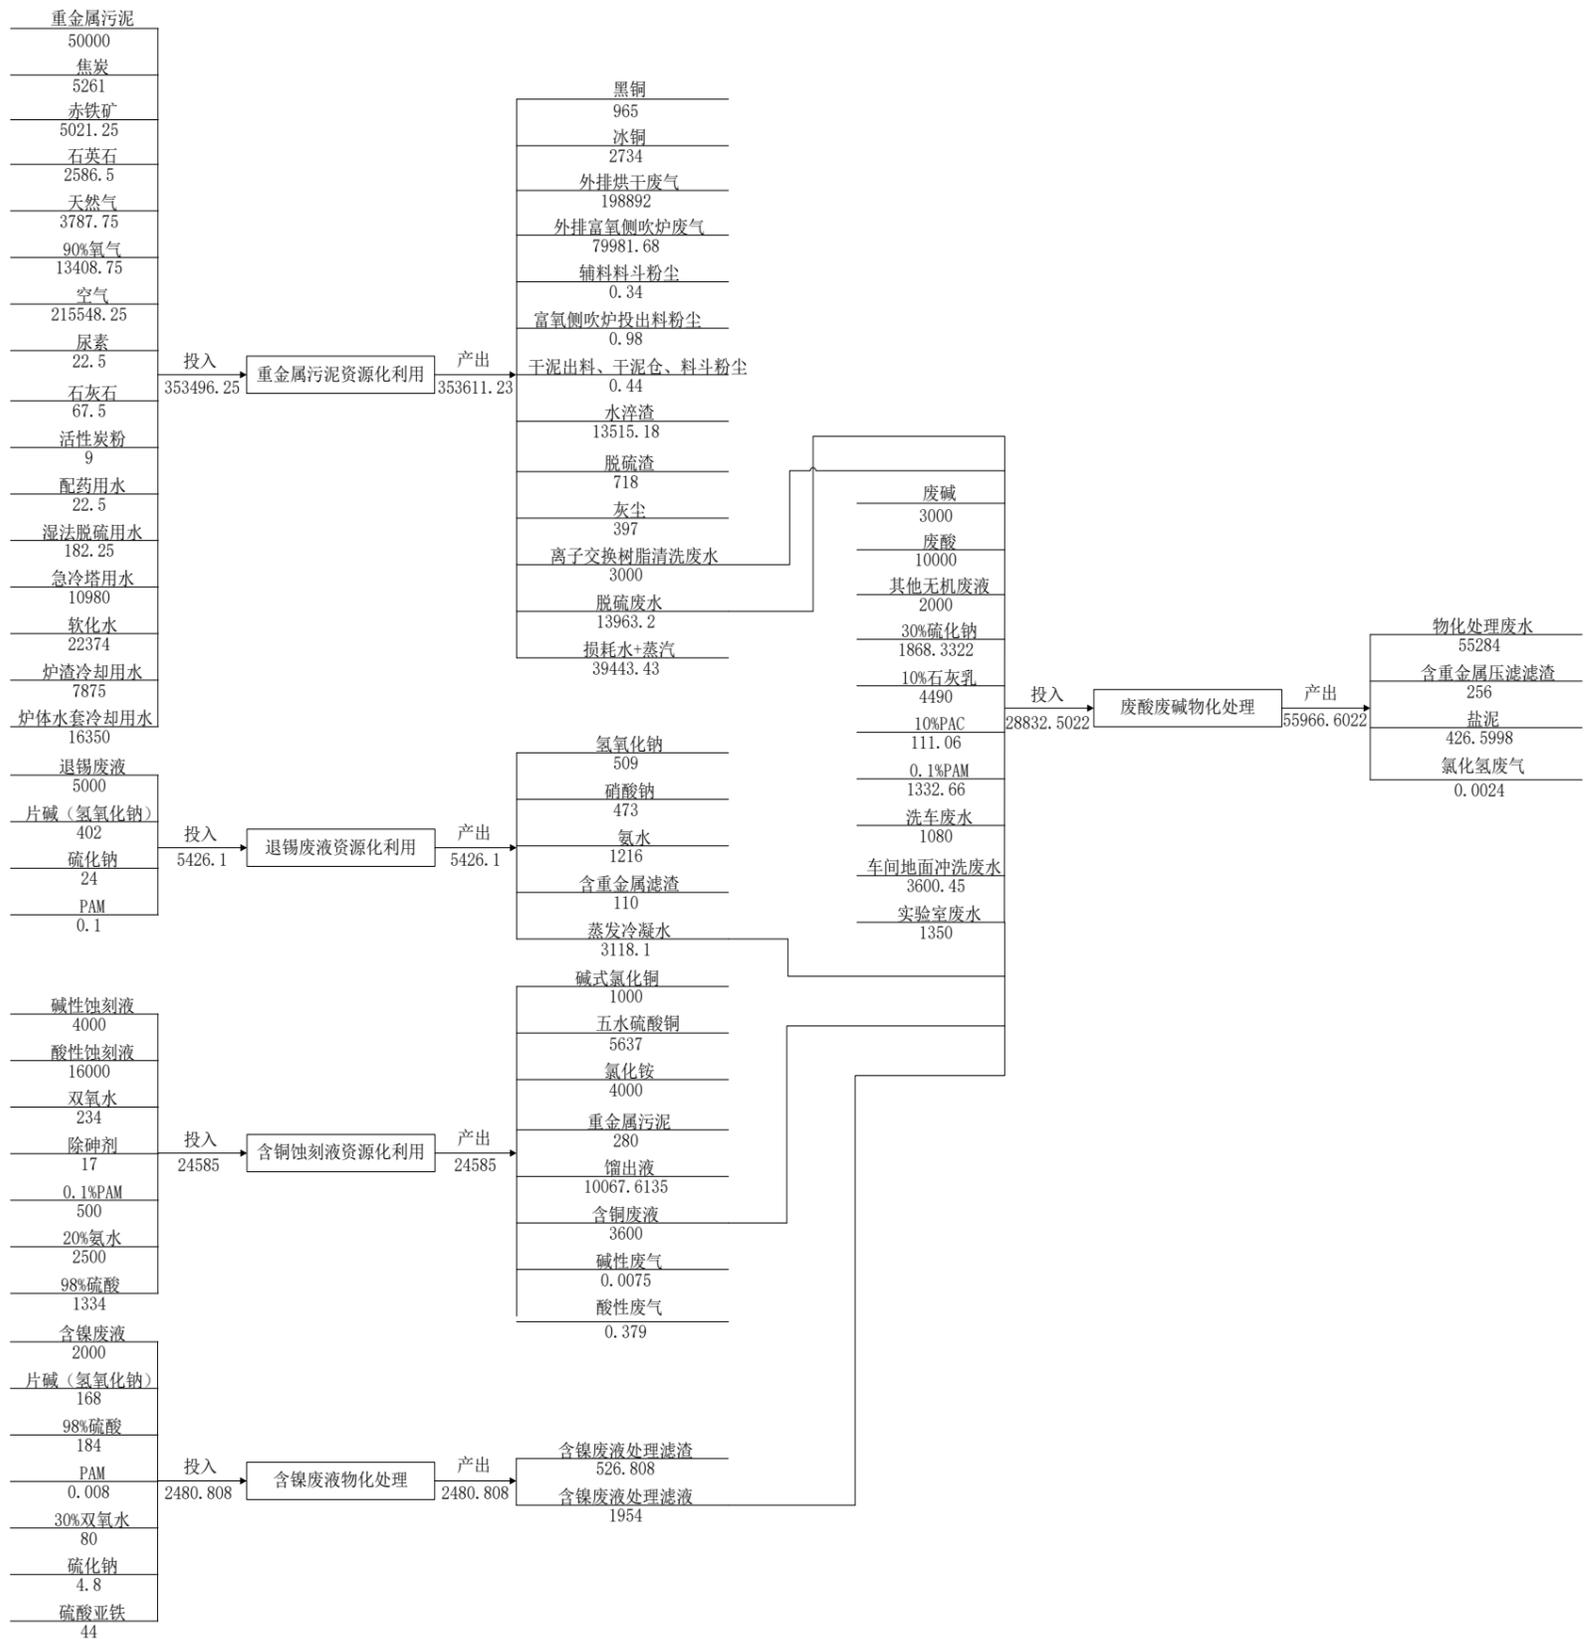 重金属污泥
50000
焦炭
5261
赤铁矿
5021.25
石英石
2586.5
天然气
3787.75
90%氧气
13408.75
空气
215548.25
尿素
22.5
石灰石
67.5
活性炭粉
9
配药用水
22.5
湿法脱硫用水
182.25
急冷塔用水
10980
软化水
22374
炉渣冷却用水
7875
炉体水套冷却用水
16350
投入
353496.25
重金属污泥资源化利用
产出
353611.23
黑铜
965
冰铜
2734
外排烘干废气
198892
外排富氧侧吹炉废气
79981.68
辅料料斗粉尘
0.34
富氧侧吹炉投出料粉尘
0.98
干泥出料、干泥仓、料斗粉尘
0.44
水淬渣
13515.18
脱硫渣
718
灰尘
397
离子交换树脂清洗废水
3000
脱硫废水
13963.2
损耗水+蒸汽
39443.43
退锡废液
5000
片碱（氢氧化钠）
402
硫化钠
24
PAM
0.1
投入
5426.1
退锡废液资源化利用
产出
5426.1
氢氧化钠
509
硝酸钠
473
氨水
1216
含重金属滤渣
110
蒸发冷凝水
3118.1
碱性蚀刻液
4000
酸性蚀刻液
16000
双氧水
234
除砷剂
17
0.1%PAM
500
20%氨水
2500
98%硫酸
1334
投入
24585
含铜蚀刻液资源化利用
产出
24585
碱式氯化铜
1000
五水硫酸铜
5637
氯化铵
4000
重金属污泥
280
馏出液
10067.6135
含铜废液
3600
碱性废气
0.0075
酸性废气
0.379
含镍废液
2000
片碱（氢氧化钠）
168
98%硫酸
184
PAM
0.008
30%双氧水
80
硫化钠
4.8
硫酸亚铁
44
投入
2480.808
含镍废液物化处理
产出
2480.808
含镍废液处理滤渣
526.808
含镍废液处理滤液
1954
废碱
3000
废酸
10000
其他无机废液
2000
30%硫化钠
1868.3322
10%石灰乳
4490
10%PAC
111.06
0.1%PAM
1332.66
洗车废水
1080
车间地面冲洗废水
3600.45
实验室废水
1350
投入
28832.5022
废酸废碱物化处理
产出
55966.6022
物化处理废水
55284
含重金属压滤滤渣
256
盐泥
426.5998
氯化氢废气
0.0024